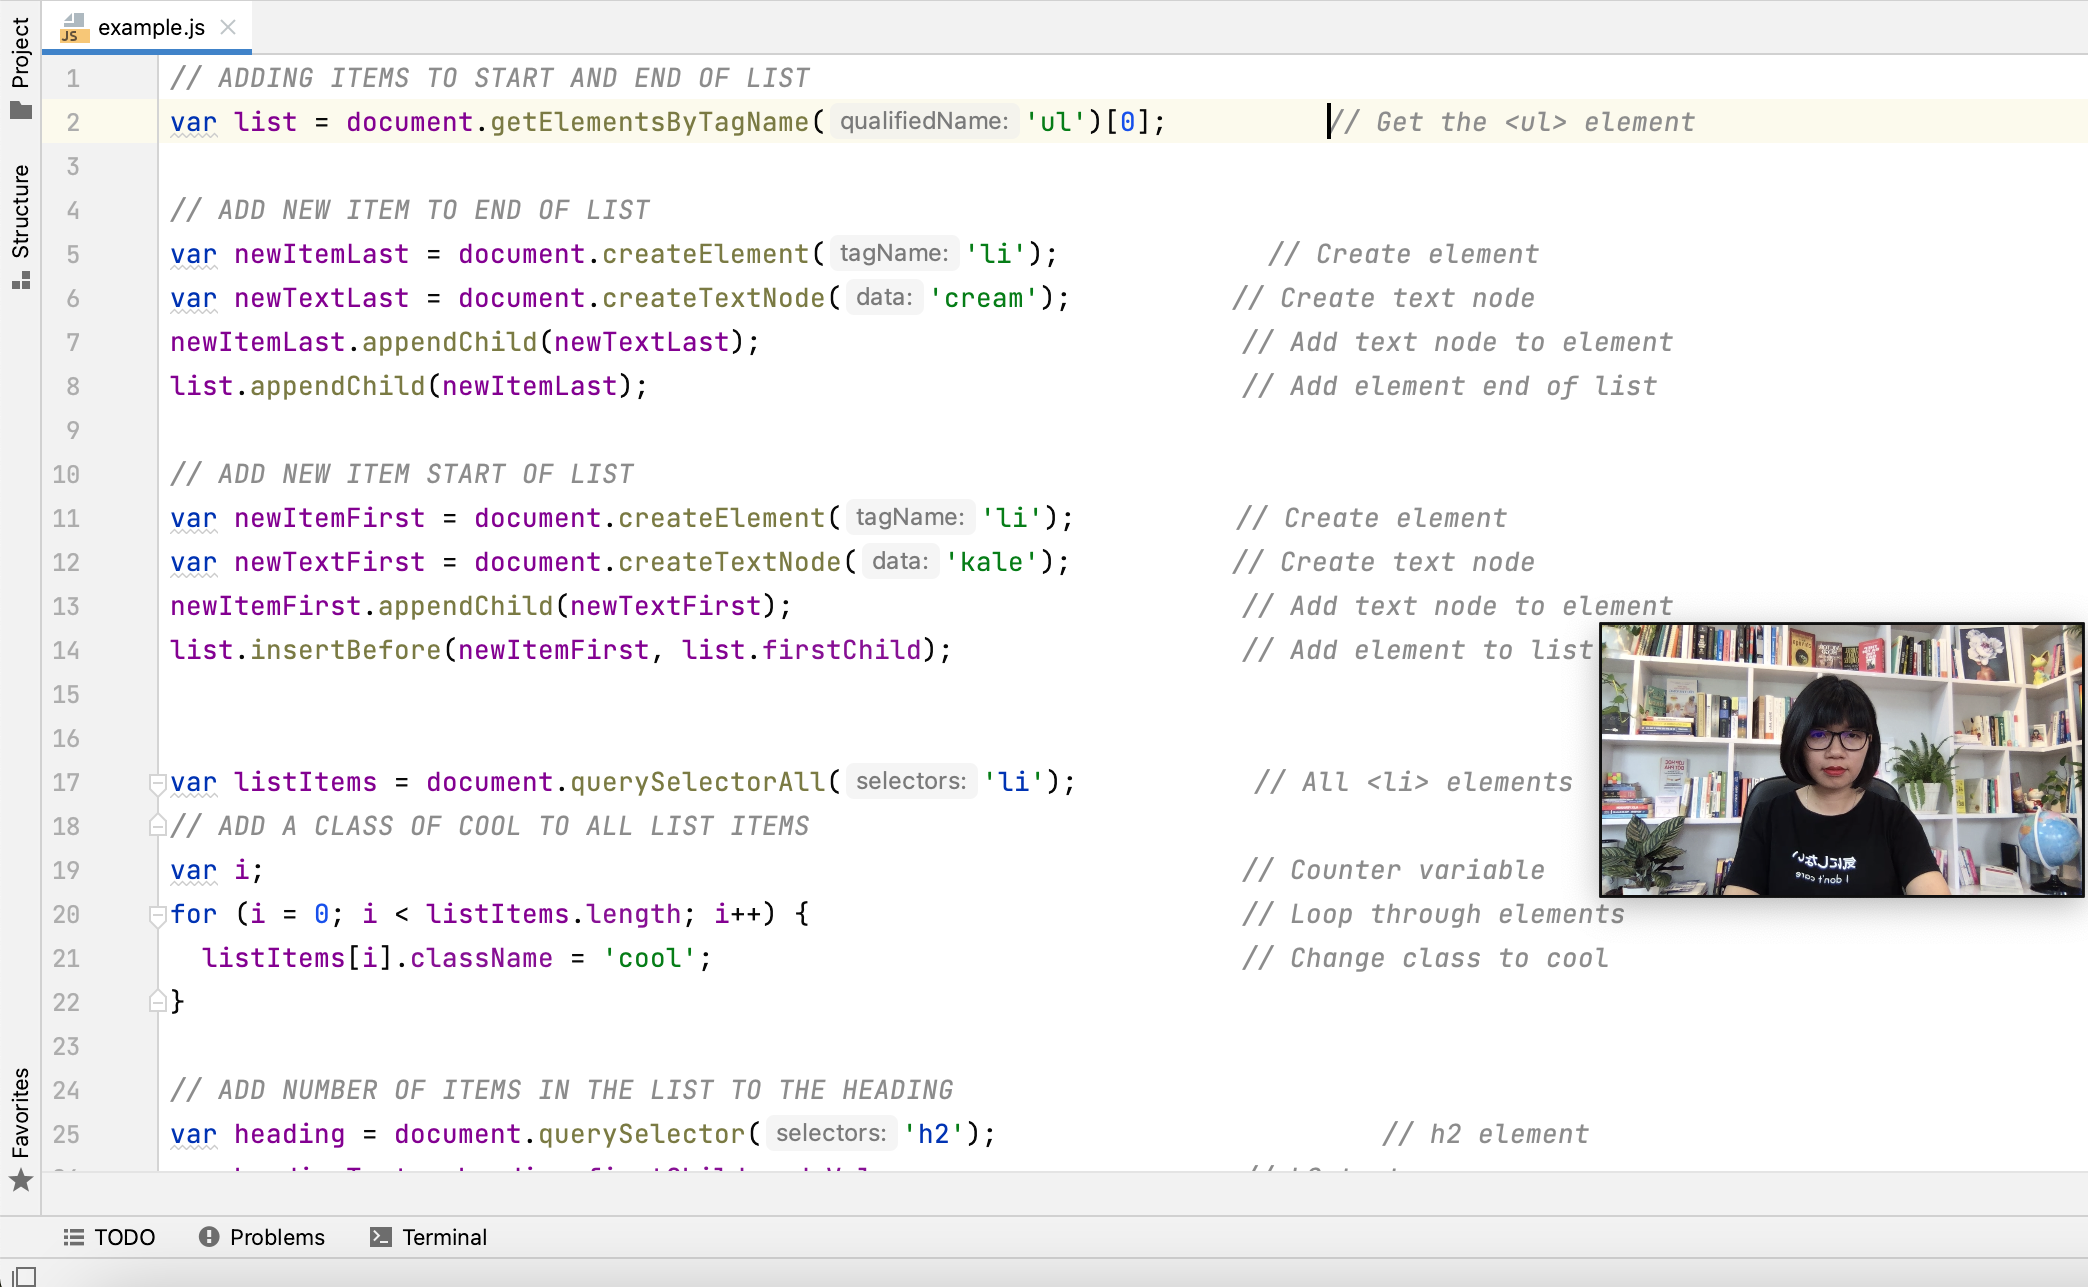 Project
Structure
Favorites
example.js
1 // ADDING ITEMS TO START AND END OF LIST
2 var list = document.getElementsByTagName( qualifiedName: 'ul')[0]; // Get the <ul> element
3
4 // ADD NEW ITEM TO END OF LIST
5 var newItemLast = document.createElement( tagName: 'li'); // Create element
6 var newTextLast = document.createTextNode( data: 'cream'); // Create text node
7 newItemLast.appendChild(newTextLast); // Add text node to element
8 list.appendChild(newItemLast); // Add element end of list
9
10 // ADD NEW ITEM START OF LIST
11 var newItemFirst = document.createElement( tagName: 'li'); // Create element
12 var newTextFirst = document.createTextNode( data: 'kale'); // Create text node
13 newItemFirst.appendChild(newTextFirst); // Add text node to element
14 list.insertBefore(newItemFirst, list.firstChild); // Add element to list
15
16
17 var listItems = document.querySelectorAll( selectors: 'li'); // All <li> elements
18 // ADD A CLASS OF COOL TO ALL LIST ITEMS
19 var i; // Counter variable
20 for (i = 0; i < listItems.length; i++) { // Loop through elements
21 listItems[i].className = 'cool'; // Change class to cool
22 }
23
24 // ADD NUMBER OF ITEMS IN THE LIST TO THE HEADING
25 var heading = document.querySelector( selectors: 'h2'); // h2 element
気にしない
I don't care
TODO
Problems
Terminal